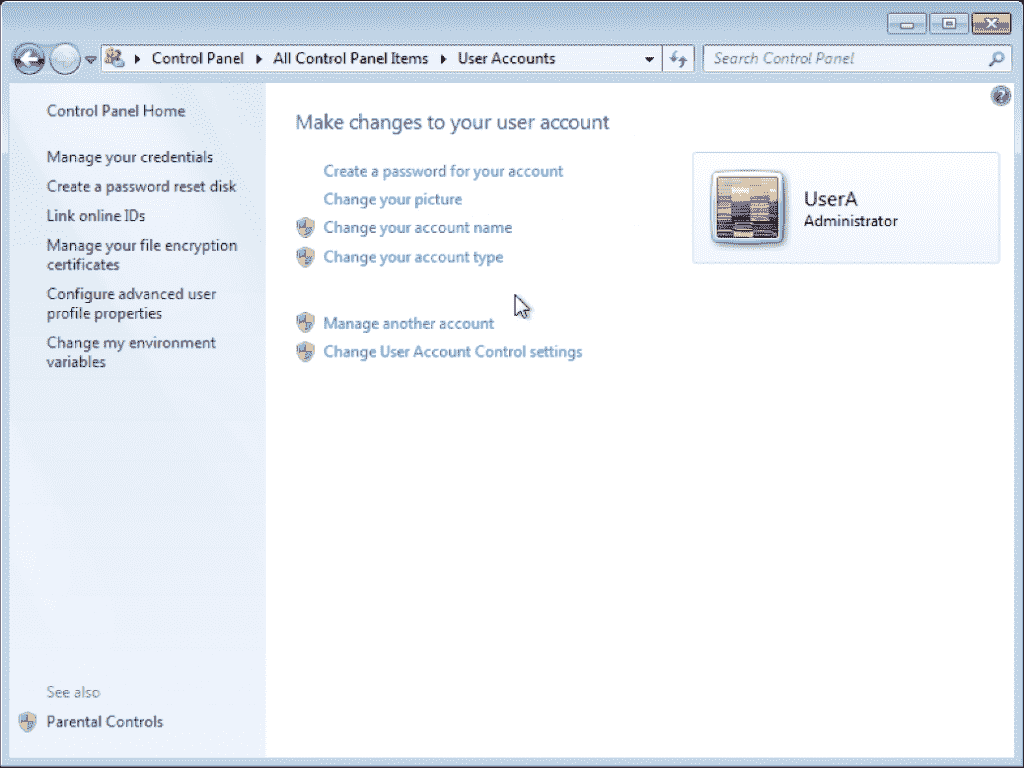 Control Panel All Control Panel Items User Accounts Search Control Panel
Control Panel Home
Manage your credentials
Create a password reset disk
Link online IDs
Manage your file encryption
certificates
Configure advanced user
profile properties
Change my environment
variables
See also
Parental Controls
Make changes to your user account
Create a password for your account
Change your picture
Change your account name
Change your account type
Manage another account
Change User Account Control settings
UserA
Administrator